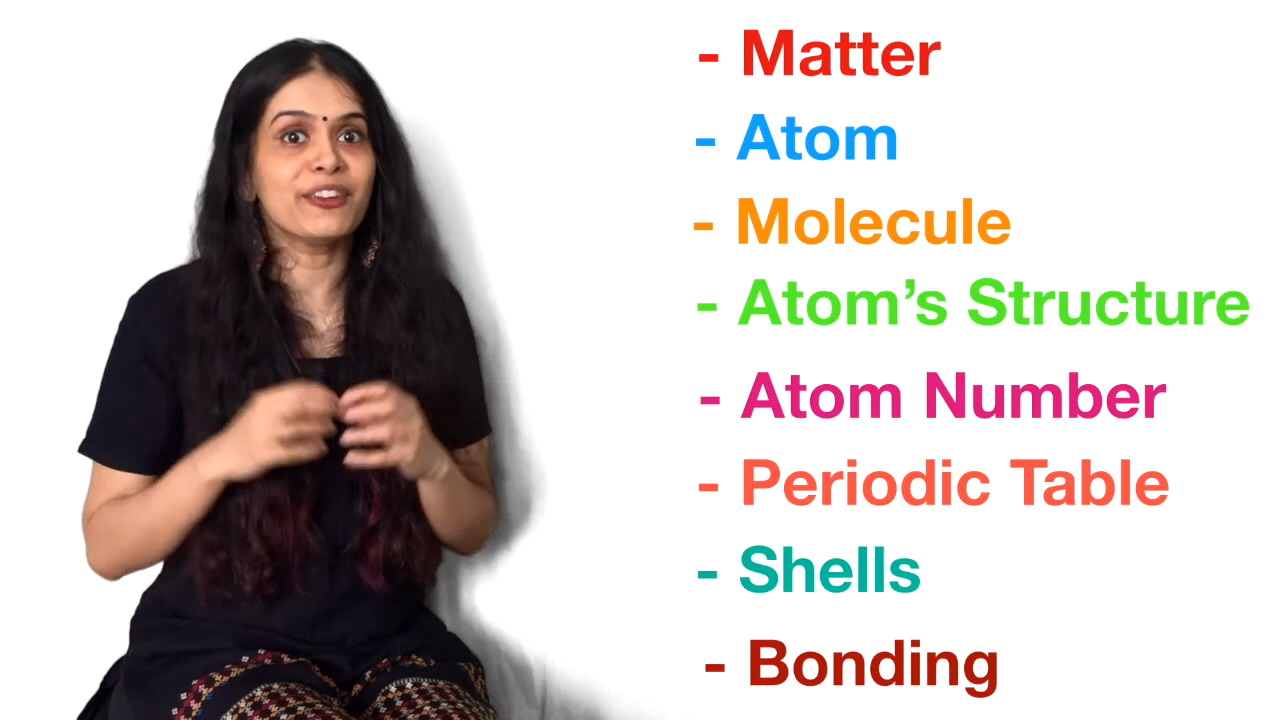 - Matter
- Atom
- Molecule
- Atom’s Structure
- Atom Number
- Periodic Table
- Shells
- Bonding